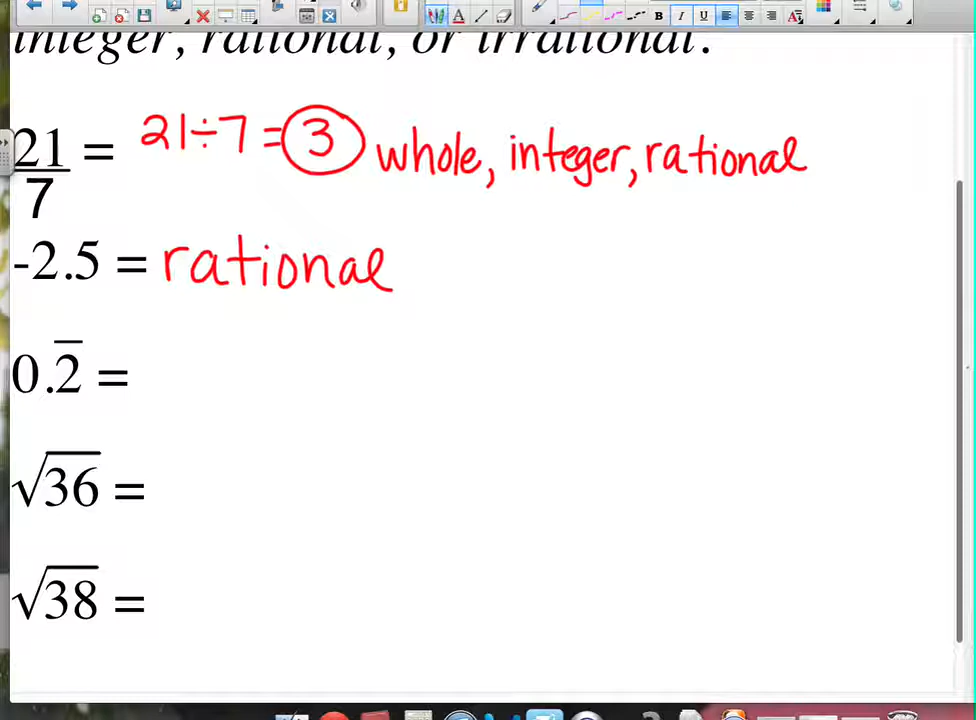 integer, rational, or irrational.
21/7 = 21÷7 = 3 whole, integer, rational
-2.5 = rational
0.2̅ =
√36 =
√38 =